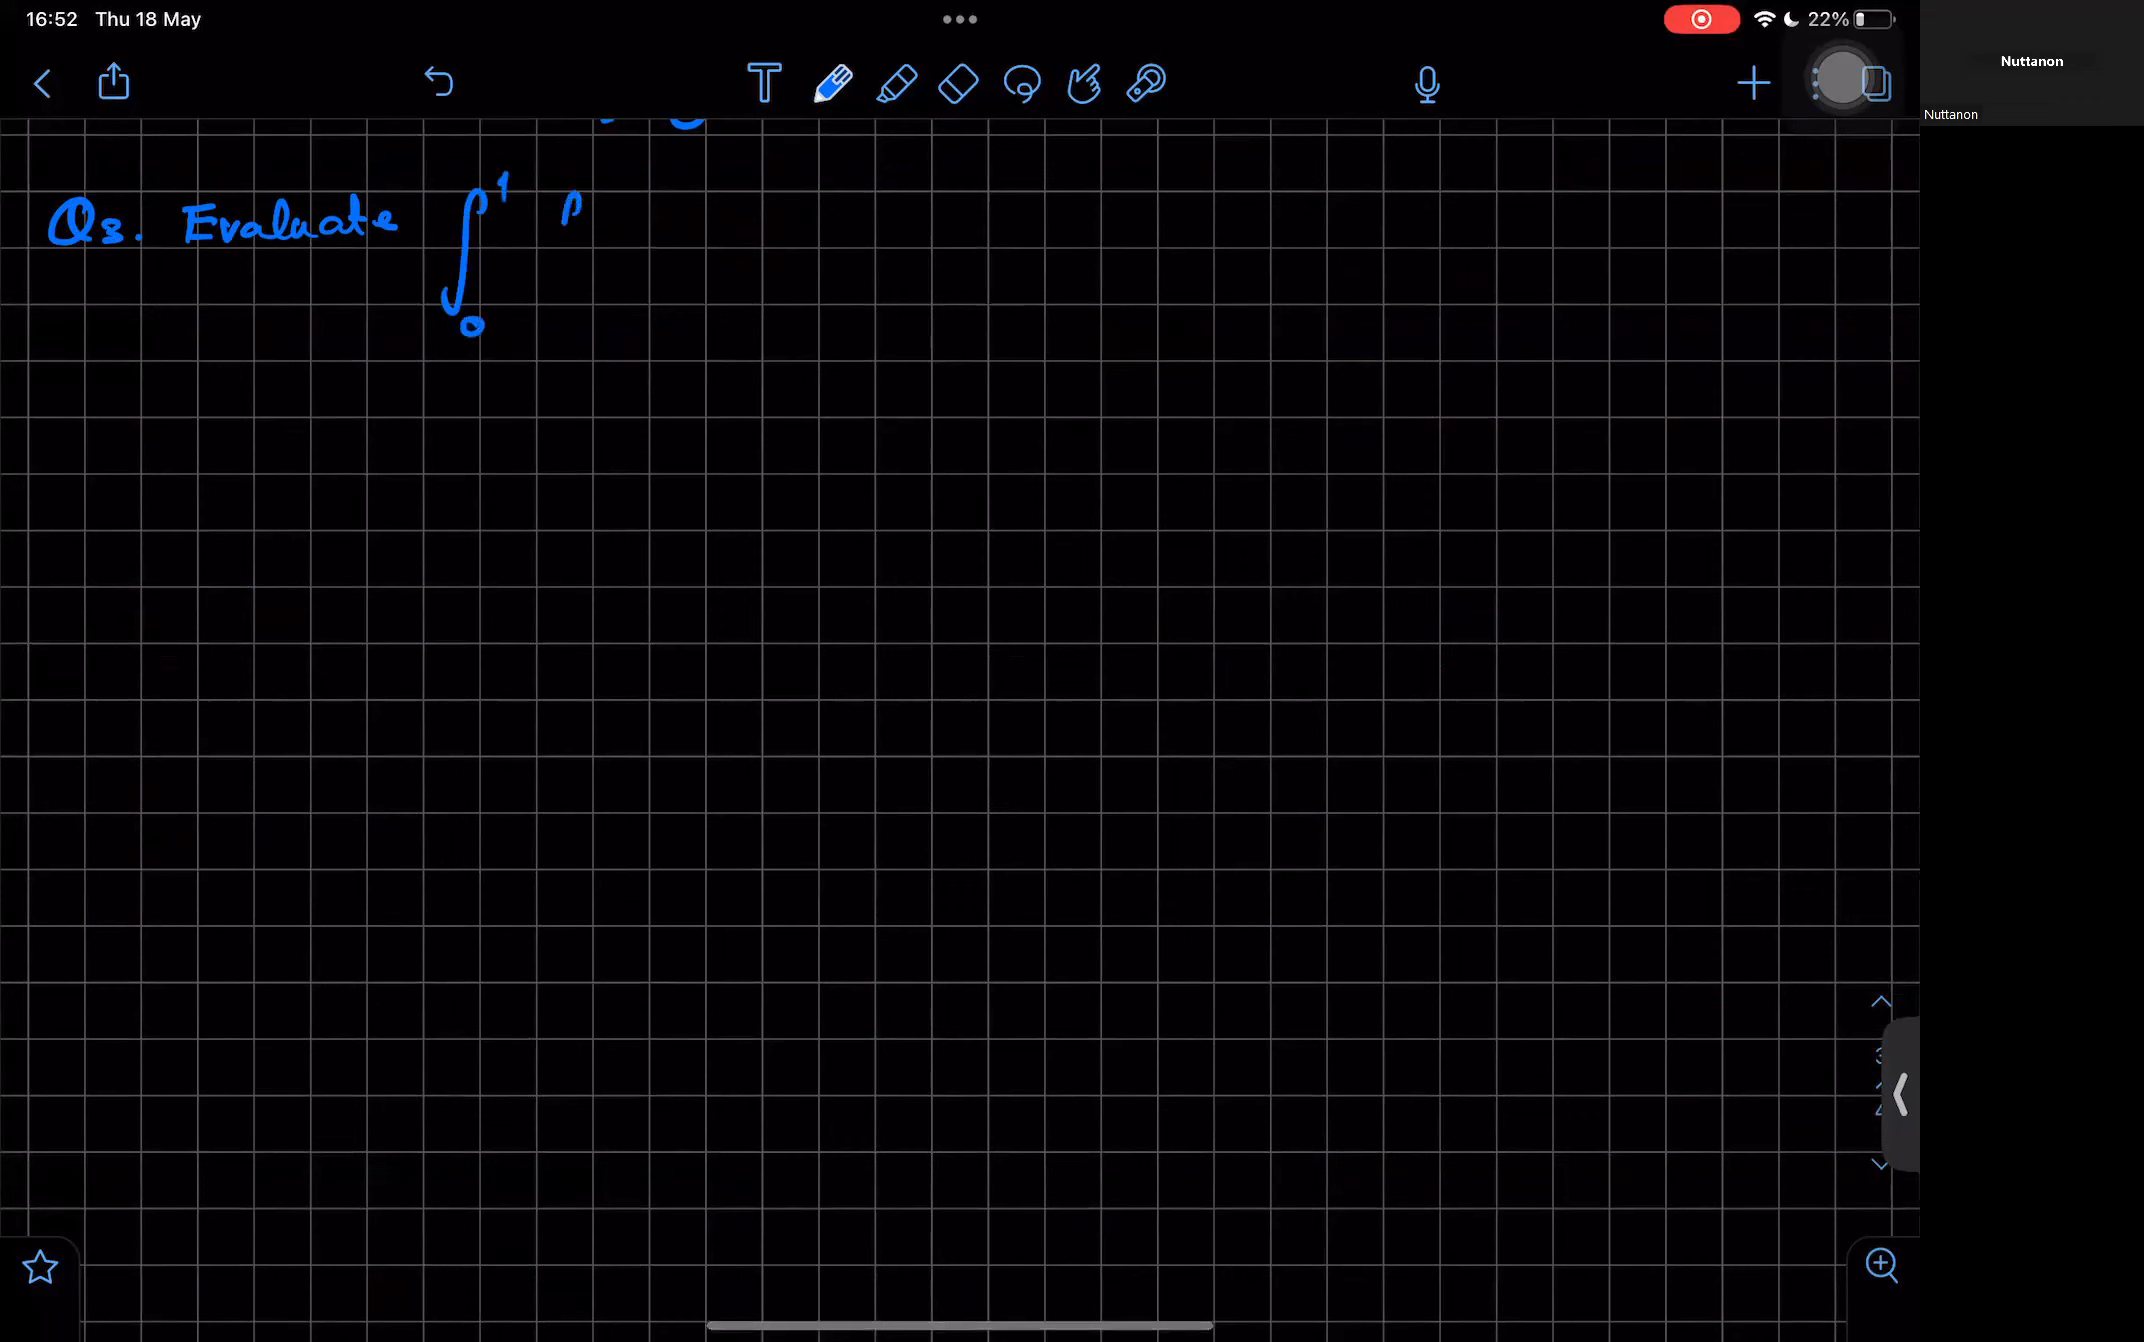 16:52 Thu 18 May
22%
Nuttanon
Nuttanon
Q3. Evaluate ∫₀¹